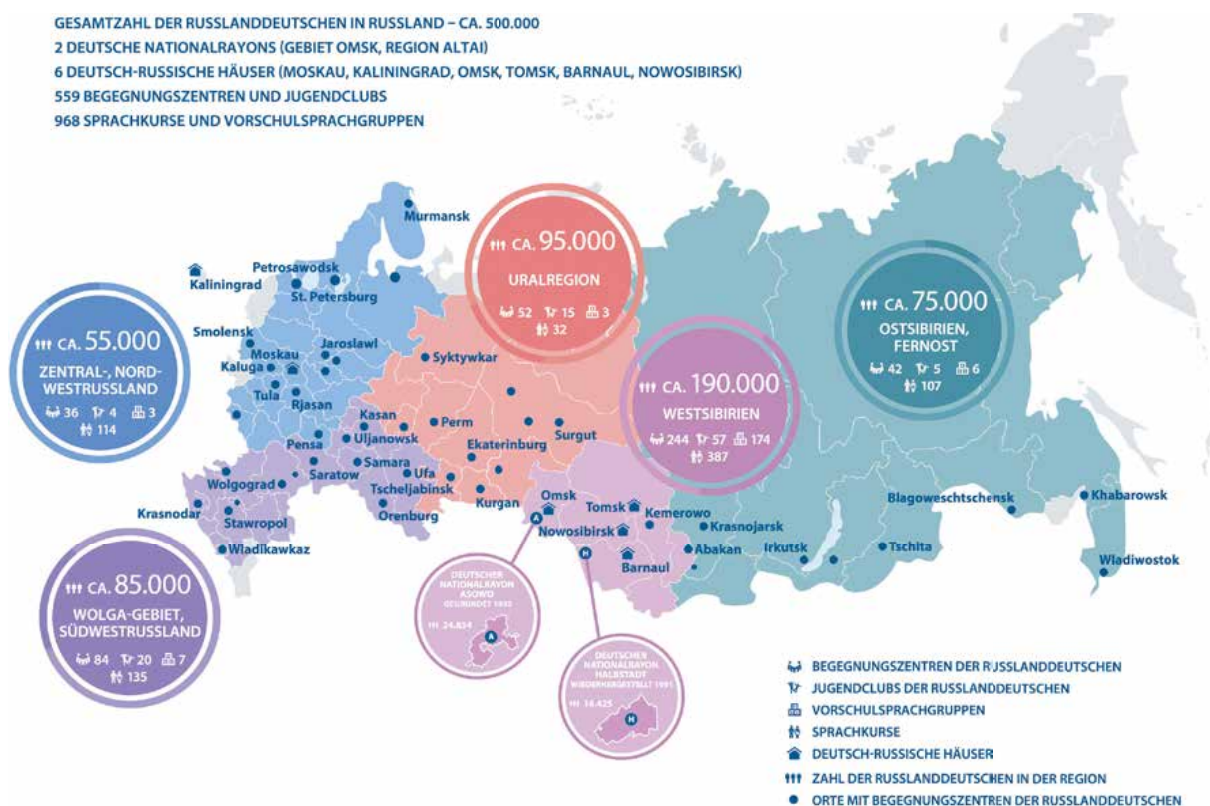 GESAMTZAHL DER RUSSLANDDEUTSCHEN IN RUSSLAND – CA. 500.000
2 DEUTSCHE NATIONALRAYONS (GEBIET OMSK, REGION ALTAI)
6 DEUTSCH-RUSSISCHE HÄUSER (MOSKAU, KALININGRAD, OMSK, TOMSK, BARNAUL, NOWOSIBIRSK)
559 BEGEGNUNGSZENTREN UND JUGENDCLUBS
968 SPRACHKURSE UND VORSCHULSPRACHGRUPPEN
Murmansk
Petrosawodsk
Kaliningrad
St. Petersburg
Smolensk
Moskau
Jaroslawl
Kaluga
Tula
Rjasan
Syktywkar
Kasan
Perm
Uljanowsk
Pensa
Ekaterinburg
Surgut
Samara
Ufa
Saratow
Wolgograd
Tscheljabinsk
Kurgan
Krasnodar
Orenburg
Stawropol
Wladikawkaz
Omsk
Tomsk
Kemerowo
Nowosibirsk
Barnaul
Krasnojarsk
Abakan
Irkutsk
Tschita
Blagoweschtschensk
Khabarowsk
Wladiwostok
A
H
CA. 55.000
ZENTRAL-, NORD-
WESTRUSSLAND
36 4 3
114
CA. 95.000
URALREGION
52 15 3
32
CA. 75.000
OSTSIBIRIEN,
FERNOST
42 5 6
107
CA. 190.000
WESTSIBIRIEN
244 57 174
387
CA. 85.000
WOLGA-GEBIET,
SÜDWESTRUSSLAND
84 20 7
135
DEUTSCHER
NATIONALRAYON
ASOWO
A
DEUTSCHER
NATIONALRAYON
HALBSTADT
WIEDERHERGESTELLT 1991
16.425
H
BEGEGNUNGSZENTREN DER RUSSLANDDEUTSCHEN
JUGENDCLUBS DER RUSSLANDDEUTSCHEN
VORSCHULSPRACHGRUPPEN
SPRACHKURSE
DEUTSCH-RUSSISCHE HÄUSER
ZAHL DER RUSSLANDDEUTSCHEN IN DER REGION
ORTE MIT BEGEGNUNGSZENTREN DER RUSSLANDDEUTSCHEN